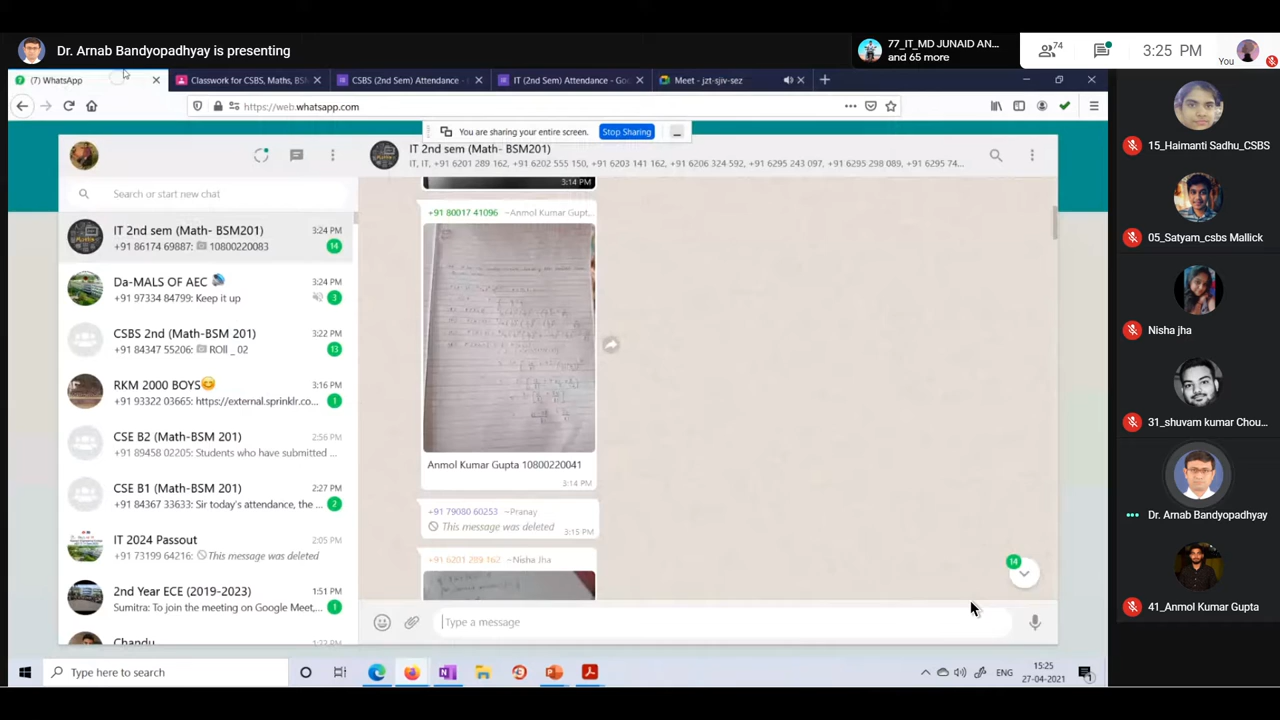 Dr. Arnab Bandyopadhyay is presenting
77_IT_MD JUNAID AN...
and 65 more
74
3:25 PM
You
(7) WhatsApp
Classwork for CSBS, Maths, BS
CSBS (2nd Sem) Attendance -
IT (2nd Sem) Attendance - Go
Meet - jzt-sjiv-sez
https://web.whatsapp.com
You are sharing your entire screen.
Stop Sharing
IT 2nd sem (Math- BSM201)
IT, IT, +91 6201 289 162, +91 6202 555 150, +91 6203 141 162, +91 6206 324 592, +91 6295 243 097, +91 6295 298 089, +91 6295 74...
Search or start new chat
IT 2nd sem (Math- BSM201)
3:24 PM
+91 86174 69887: 10800220083
14
Da-MALS OF AEC
3:24 PM
+91 97334 84799: Keep it up
3
CSBS 2nd (Math-BSM 201)
3:22 PM
+91 84347 55206: ROll _ 02
13
RKM 2000 BOYS😊
3:16 PM
+91 93322 03665: https://external.sprinklr.co...
1
CSE B2 (Math-BSM 201)
2:56 PM
+91 89458 02205: Students who have submitted ...
CSE B1 (Math-BSM 201)
2:27 PM
+91 84367 33633: Sir today's attendance, the ...
2
IT 2024 Passout
2:05 PM
+91 73199 64216: This message was deleted
2nd Year ECE (2019-2023)
1:51 PM
Sumitra: To join the meeting on Google Meet,...
1
Chandu
3:14 PM
+91 80017 41096 ~Anmol Kumar Gupt...
Anmol Kumar Gupta 10800220041
3:14 PM
+91 79080 60253 ~Pranay
This message was deleted
3:15 PM
+91 6201 289 162 ~Nisha Jha
14
Type a message
Type here to search
ENG
15:25
27-04-2021
1
15_Haimanti Sadhu_CSBS
05_Satyam_csbs Mallick
Nisha jha
31_shuvam kumar Chou...
Dr. Arnab Bandyopadhyay
41_Anmol Kumar Gupta